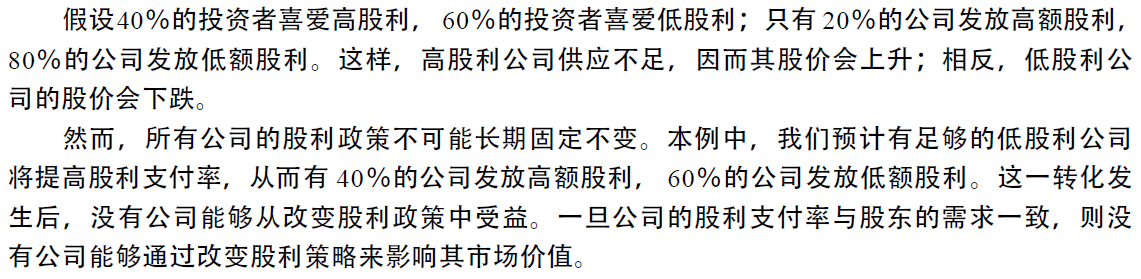 假设40%的投资者喜爱高股利，60%的投资者喜爱低股利；只有20%的公司发放高额股利，
80%的公司发放低额股利。这样，高股利公司供应不足，因而其股价会上升；相反，低股利公
司的股价会下跌。
然而，所有公司的股利政策不可能长期固定不变。本例中，我们预计有足够的低股利公司
将提高股利支付率，从而有40%的公司发放高额股利，60%的公司发放低额股利。这一转化发
生后，没有公司能够从改变股利政策中受益。一旦公司的股利支付率与股东的需求一致，则没
有公司能够通过改变股利策略来影响其市场价值。